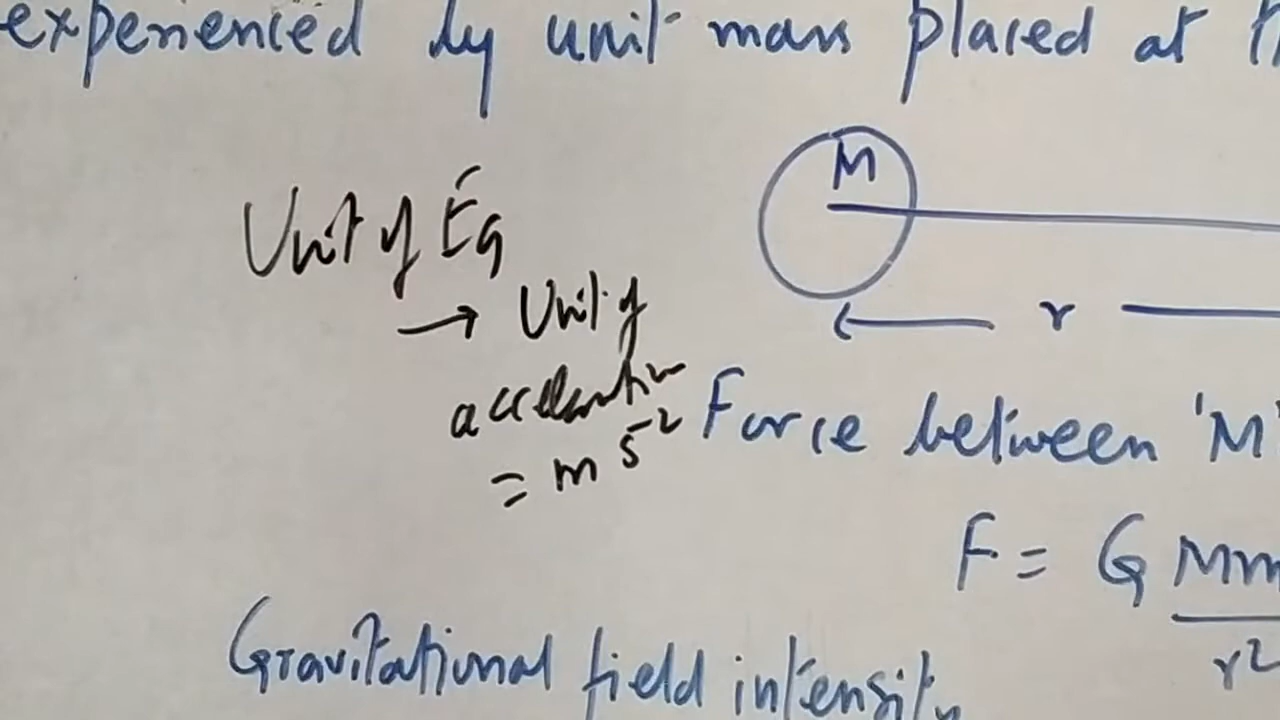 experienced by unit mass placed at
M
Unit of EG
→ Unit of
acceleration
= m s⁻²
r
Force between 'M'
F = G Mm
r²
Gravitational field intensity